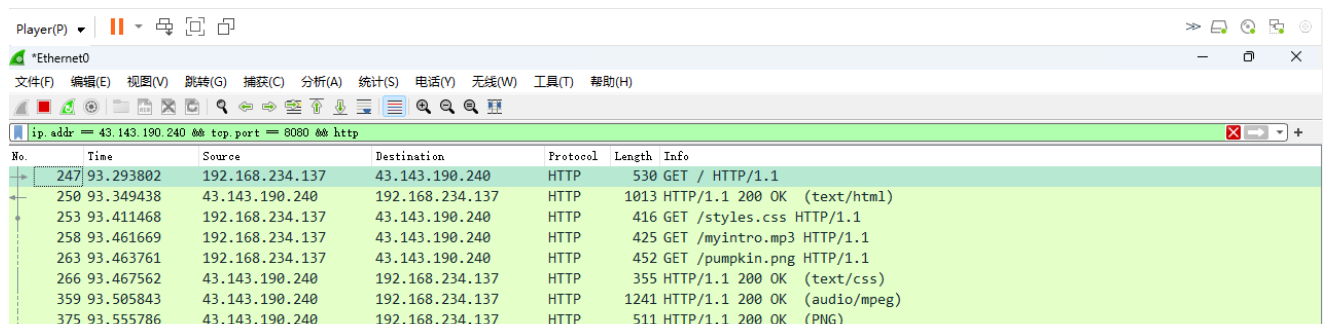 Player(P)
*Ethernet0
文件(F) 编辑(E) 视图(V) 跳转(G) 捕获(C) 分析(A) 统计(S) 电话(Y) 无线(W) 工具(T) 帮助(H)
ip.addr == 43.143.190.240 && tcp.port == 8080 && http
No. Time Source Destination Protocol Length Info
247 93.293802 192.168.234.137 43.143.190.240 HTTP 530 GET / HTTP/1.1
250 93.349438 43.143.190.240 192.168.234.137 HTTP 1013 HTTP/1.1 200 OK (text/html)
253 93.411468 192.168.234.137 43.143.190.240 HTTP 416 GET /styles.css HTTP/1.1
258 93.461669 192.168.234.137 43.143.190.240 HTTP 425 GET /myintro.mp3 HTTP/1.1
263 93.463761 192.168.234.137 43.143.190.240 HTTP 452 GET /pumpkin.png HTTP/1.1
266 93.467562 43.143.190.240 192.168.234.137 HTTP 355 HTTP/1.1 200 OK (text/css)
359 93.505843 43.143.190.240 192.168.234.137 HTTP 1241 HTTP/1.1 200 OK (audio/mpeg)
375 93.555786 43.143.190.240 192.168.234.137 HTTP 511 HTTP/1.1 200 OK (PNG)